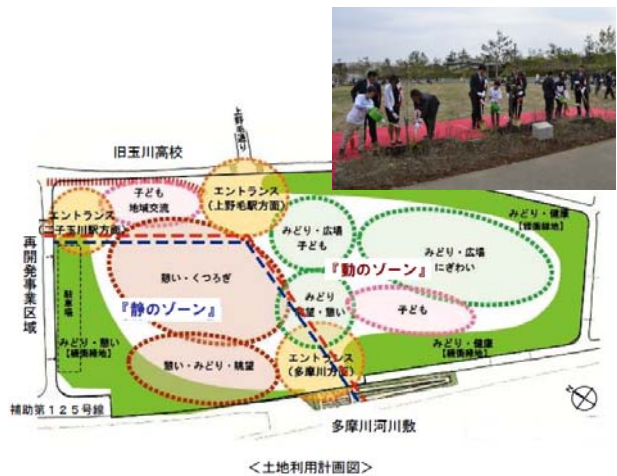 上野毛通り
旧玉川高校
エントランス
(二子玉川駅方面)
子ども
地域交流
エントランス
(上野毛駅方面)
みどり・広場
子ども
みどり・健康
【緩衝緑地】
みどり・広場
にぎわい
『動のゾーン』
再開発事業区域
駐車場
憩い・くつろぎ
『静のゾーン』
みどり
眺望・憩い
子ども
みどり・憩い
【緩衝緑地】
憩い・みどり・眺望
エントランス
(多摩川方面)
みどり・健康
【緩衝緑地】
補助第125号線
多摩川河川敷
N
<土地利用計画図>